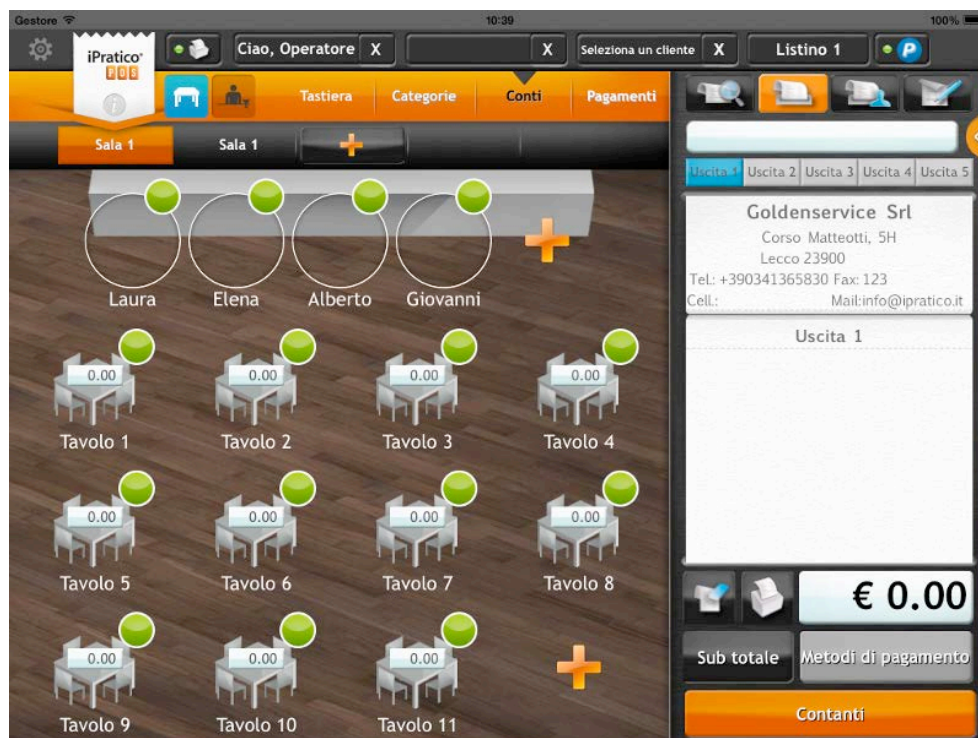 Gestore 10:39 100%
iPratico POS
Ciao, Operatore X
X
Seleziona un cliente X
Listino 1
P
Tastiera Categorie Conti Pagamenti
Sala 1 Sala 1
Laura Elena Alberto Giovanni
0.00 0.00 0.00 0.00
Tavolo 1 Tavolo 2 Tavolo 3 Tavolo 4
0.00 0.00 0.00 0.00
Tavolo 5 Tavolo 6 Tavolo 7 Tavolo 8
0.00 0.00 0.00
Tavolo 9 Tavolo 10 Tavolo 11
Uscita 1 Uscita 2 Uscita 3 Uscita 4 Uscita 5
Goldenservice Srl
Corso Matteotti, 5H
Lecco 23900
Tel.: +390341365830 Fax: 123
Cell.: Mail:info@ipratico.it
Uscita 1
€ 0.00
Sub totale Metodi di pagamento
Contanti